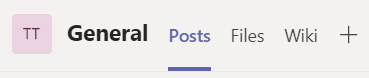 TT General Posts Files Wiki +